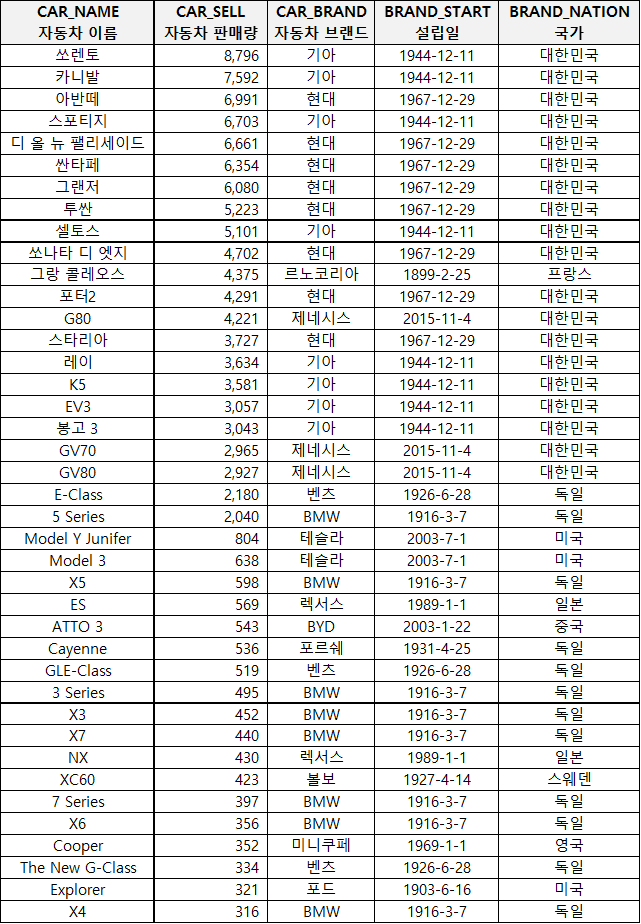 CAR_NAME CAR_SELL CAR_BRAND BRAND_START BRAND_NATION
자동차 이름 자동차 판매량 자동차 브랜드 설립일 국가
쏘렌토 8,796 기아 1944-12-11 대한민국
카니발 7,592 기아 1944-12-11 대한민국
아반떼 6,991 현대 1967-12-29 대한민국
스포티지 6,703 기아 1944-12-11 대한민국
디 올 뉴 팰리세이드 6,661 현대 1967-12-29 대한민국
싼타페 6,354 현대 1967-12-29 대한민국
그랜저 6,080 현대 1967-12-29 대한민국
투싼 5,223 현대 1967-12-29 대한민국
셀토스 5,101 기아 1944-12-11 대한민국
쏘나타 디 엣지 4,702 현대 1967-12-29 대한민국
그랑 콜레오스 4,375 르노코리아 1899-2-25 프랑스
포터2 4,291 현대 1967-12-29 대한민국
G80 4,221 제네시스 2015-11-4 대한민국
스타리아 3,727 현대 1967-12-29 대한민국
레이 3,634 기아 1944-12-11 대한민국
K5 3,581 기아 1944-12-11 대한민국
EV3 3,057 기아 1944-12-11 대한민국
봉고 3 3,043 기아 1944-12-11 대한민국
GV70 2,965 제네시스 2015-11-4 대한민국
GV80 2,927 제네시스 2015-11-4 대한민국
E-Class 2,180 벤츠 1926-6-28 독일
5 Series 2,040 BMW 1916-3-7 독일
Model Y Junifer 804 테슬라 2003-7-1 미국
Model 3 638 테슬라 2003-7-1 미국
X5 598 BMW 1916-3-7 독일
ES 569 렉서스 1989-1-1 일본
ATTO 3 543 BYD 2003-1-22 중국
Cayenne 536 포르쉐 1931-4-25 독일
GLE-Class 519 벤츠 1926-6-28 독일
3 Series 495 BMW 1916-3-7 독일
X3 452 BMW 1916-3-7 독일
X7 440 BMW 1916-3-7 독일
NX 430 렉서스 1989-1-1 일본
XC60 423 볼보 1927-4-14 스웨덴
7 Series 397 BMW 1916-3-7 독일
X6 356 BMW 1916-3-7 독일
Cooper 352 미니쿠페 1969-1-1 영국
The New G-Class 334 벤츠 1926-6-28 독일
Explorer 321 포드 1903-6-16 미국
X4 316 BMW 1916-3-7 독일